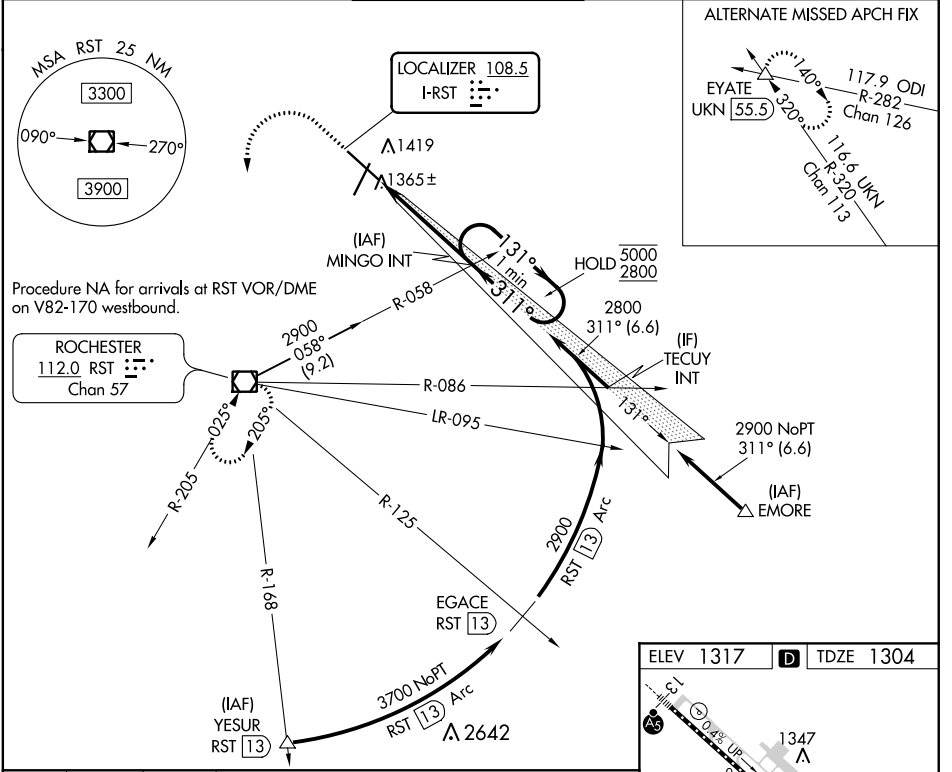 MSA RST 25 NM
3300
090°
270°
3900
LOCALIZER 108.5
I-RST
ALTERNATE MISSED APCH FIX
EYATE
UKN 55.5
140°
320°
117.9 ODI
R-282
Chan 126
116.6 UKN
R-320
Chan 113
1419
1365±
(IAF)
MINGO INT
131°
1 min
311°
HOLD 5000
2800
Procedure NA for arrivals at RST VOR/DME
on V82-170 westbound.
ROCHESTER
112.0 RST
Chan 57
2900
058°
(9.2)
R-058
2800
311° (6.6)
(IF)
TECUY
INT
R-086
LR-095
131°
2900 NoPT
311° (6.6)
(IAF)
EMORE
025°
205°
R-205
R-125
R-168
2900
RST 13 Arc
EGACE
RST 13
3700 NoPT
RST 13 Arc
(IAF)
YESUR
RST 13
2642
ELEV 1317
D
TDZE 1304
13
A5
P
0.4% UP
1347